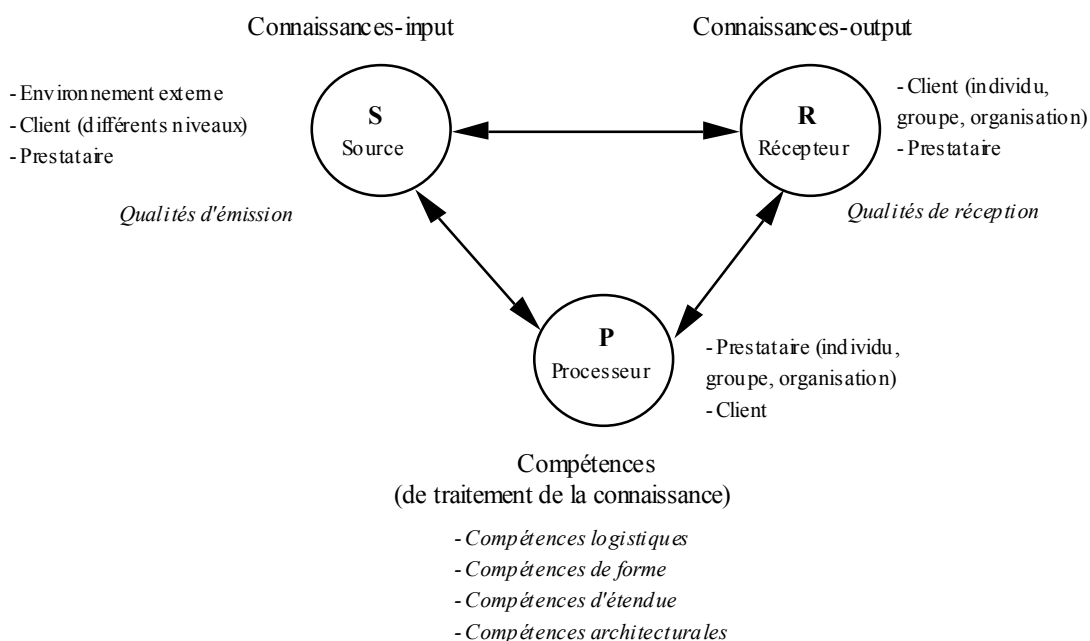 Connaissances-input
Connaissances-output
-Environnement externe
-Client (différents niveaux)
-Prestataire
S
Source
R
Récepteur
-Client (individu,
groupe, organisation)
-Prestataire
Qualités d'émission
Qualités de réception
P
Processeur
-Prestataire (individu,
groupe, organisation)
-Client
Compétences
(de traitement de la connaissance)
-Compétences logistiques
-Compétences de forme
-Compétences d'étendue
-Compétences architecturales